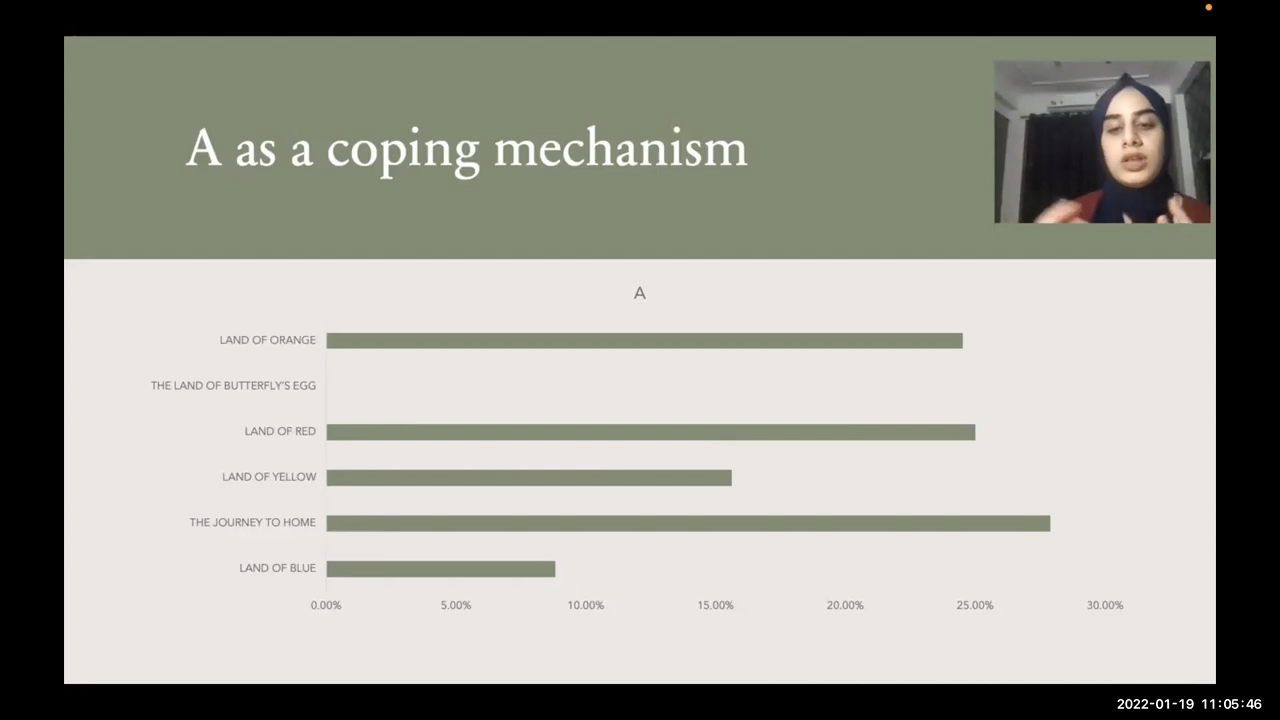 A as a coping mechanism
A
LAND OF ORANGE
THE LAND OF BUTTERFLY'S EGG
LAND OF RED
LAND OF YELLOW
THE JOURNEY TO HOME
LAND OF BLUE
0.00% 5.00% 10.00% 15.00% 20.00% 25.00% 30.00%
2022-01-19 11:05:46